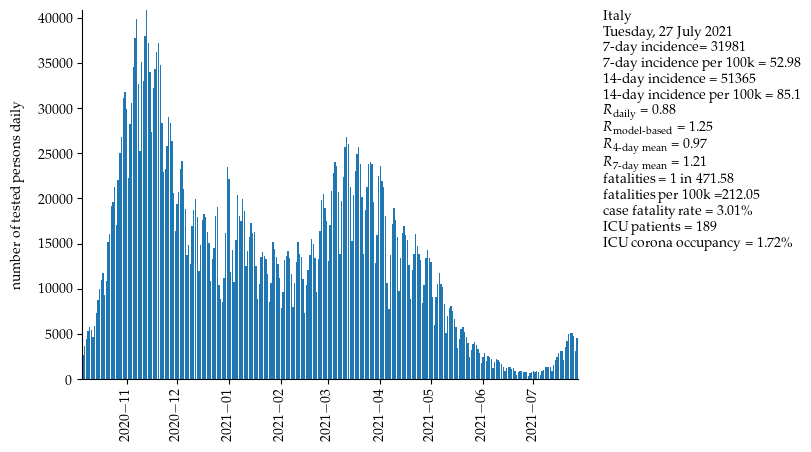 number of tested persons daily
40000
35000
30000
25000
20000
15000
10000
5000
0
2020−11
2020−12
2021−01
2021−02
2021−03
2021−04
2021−05
2021−06
2021−07
Italy
Tuesday, 27 July 2021
7-day incidence= 31981
7-day incidence per 100k = 52.98
14-day incidence = 51365
14-day incidence per 100k = 85.1
R_daily = 0.88
R_model-based = 1.25
R_4-day mean = 0.97
R_7-day mean = 1.21
fatalities = 1 in 471.58
fatalities per 100k =212.05
case fatality rate = 3.01%
ICU patients = 189
ICU corona occupancy = 1.72%